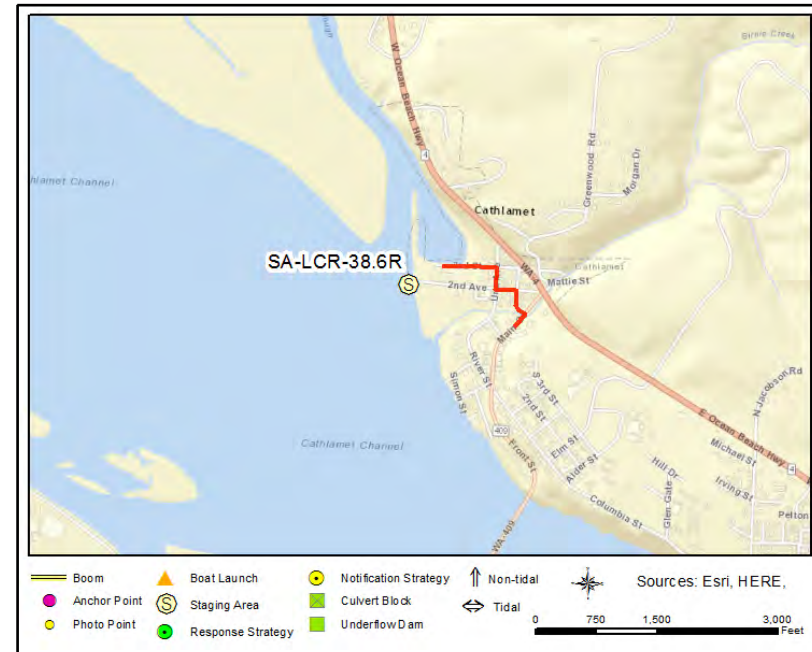 Birnie Creek
W Ocean Beach Hwy
4
Greenwood Rd
Morgan Dr
Cathlamet
Channel
SA-LCR-38.6R
S
2nd Ave
WA-4
Cathlamet
Mattie St
Main
River St
Simon St
S 3rd St
2nd St
Elm St
Alder St
409
Front St
Columbia St
Cathlamet Channel
E Ocean Beach Hwy
N Jacobson Rd
Michael St
4
Hill Dr
Irving St
Glen Gate
Pelton
WA-409
Boom
Boat Launch
Notification Strategy
Non-tidal
Sources: Esri, HERE,
Anchor Point
S
Staging Area
Culvert Block
Tidal
Photo Point
Response Strategy
Underflow Dam
0 750 1,500 3,000
Feet